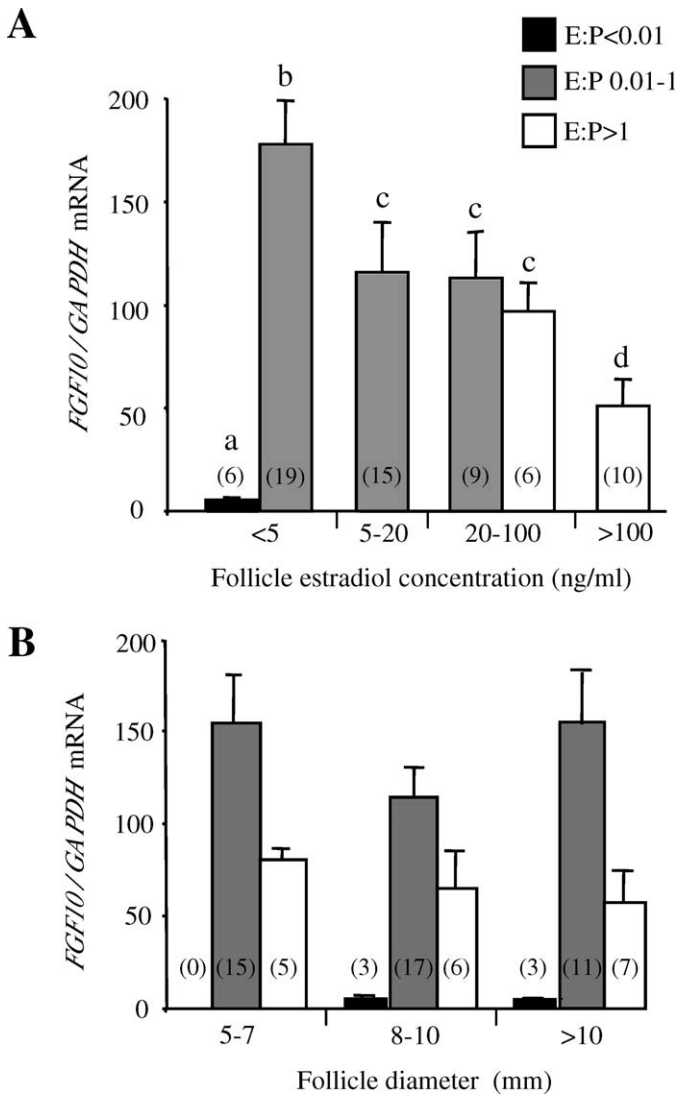 A
E:P<0.01
E:P 0.01-1
E:P>1
FGF10 / GAPDH mRNA
200
150
100
50
0
a
b
c
c
c
d
(6) (19) (15) (9) (6) (10)
<5 5-20 20-100 >100
Follicle estradiol concentration (ng/ml)
B
FGF10 / GAPDH mRNA
200
150
100
50
0
(0) (15) (5) (3) (17) (6) (3) (11) (7)
5-7 8-10 >10
Follicle diameter (mm)